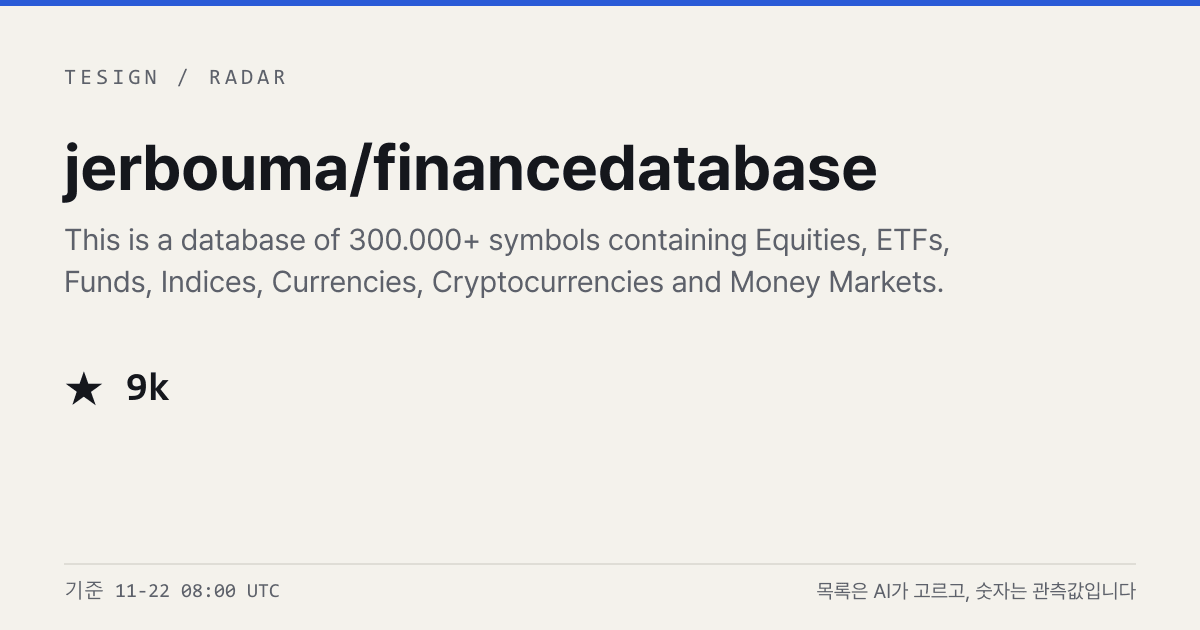 TESIGN / RADAR
jerbouma/financedatabase
This is a database of 300.000+ symbols containing Equities, ETFs,
Funds, Indices, Currencies, Cryptocurrencies and Money Markets.
★ 9k
기준 11-22 08:00 UTC
목록은 AI가 고르고, 숫자는 관측값입니다